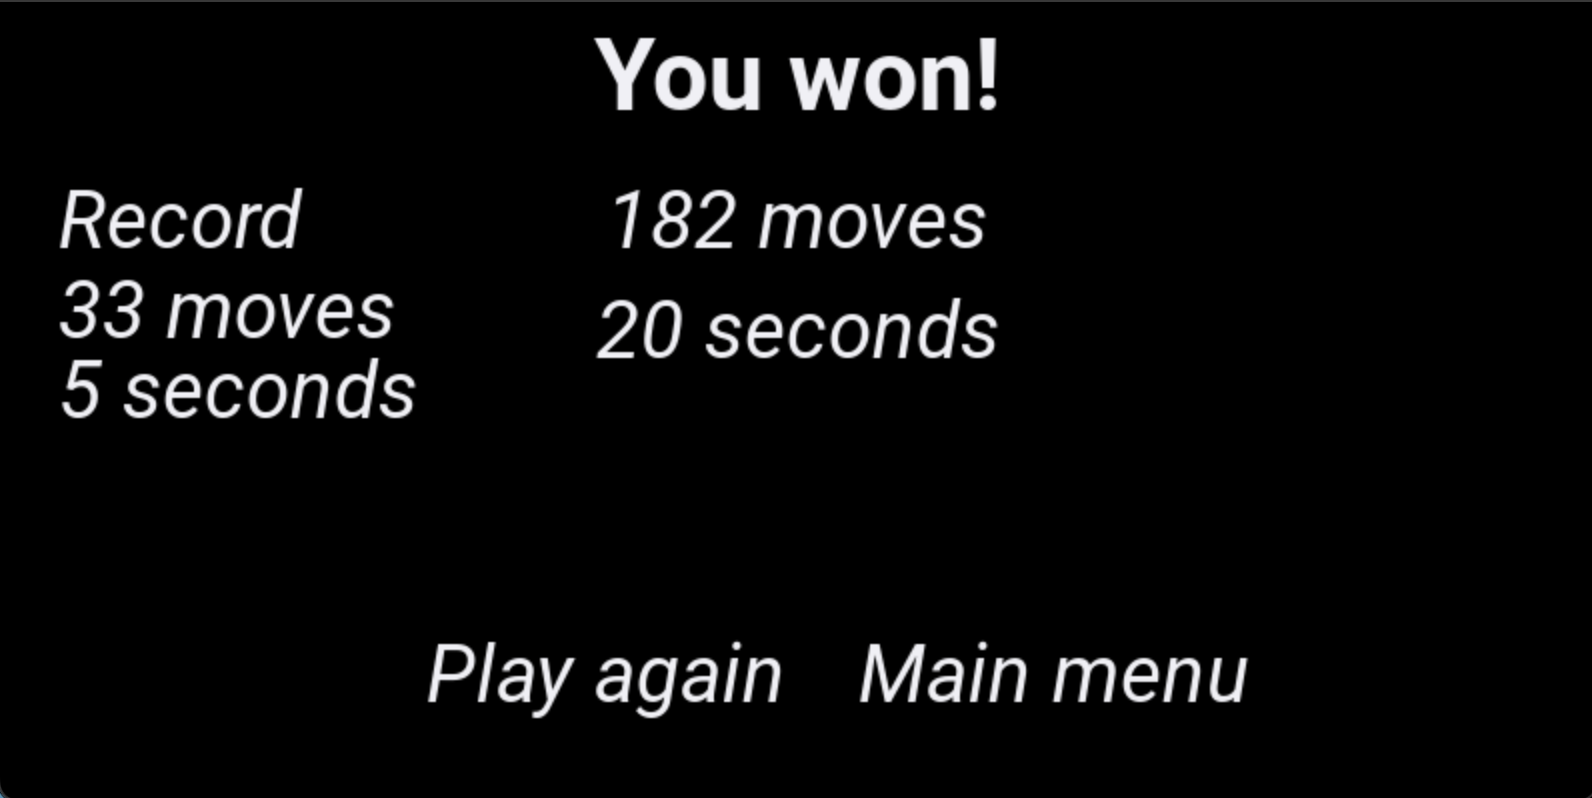 You won!
Record
33 moves
5 seconds
182 moves
20 seconds
Play again
Main menu